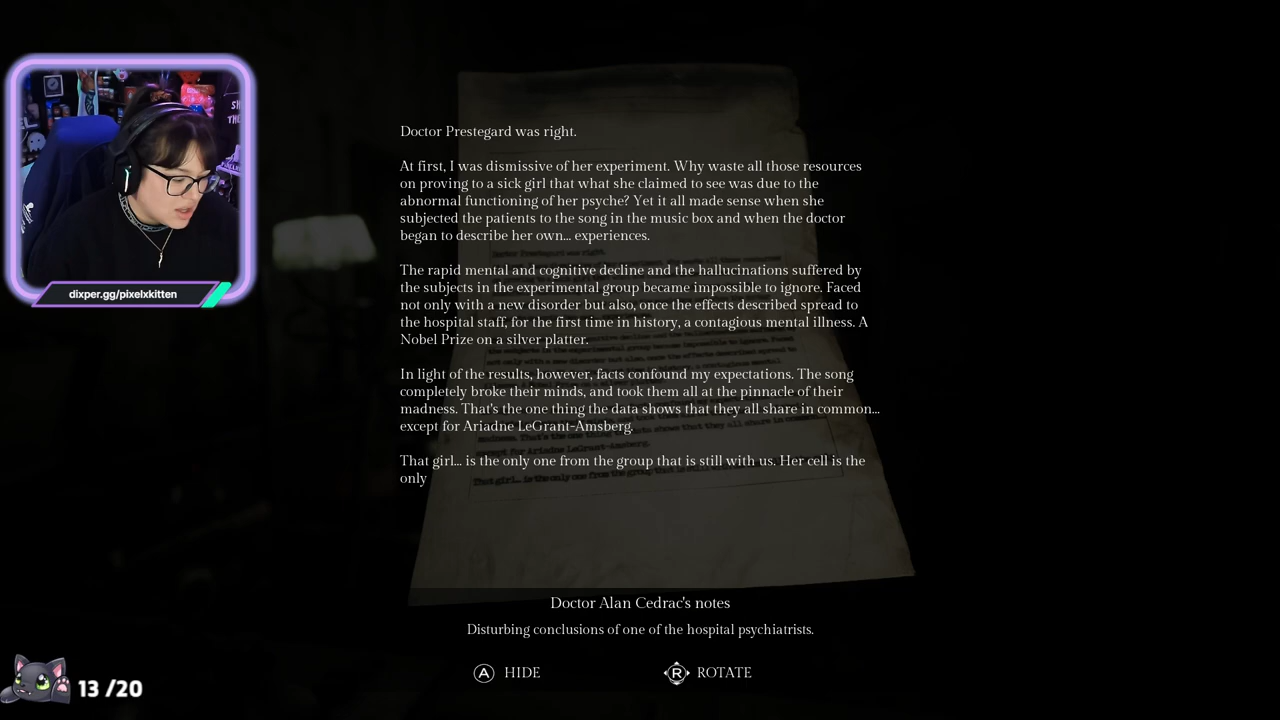 Doctor Prestegard was right.
At first, I was dismissive of her experiment. Why waste all those resources
on proving to a sick girl that what she claimed to see was due to the
abnormal functioning of her psyche? Yet it all made sense when she
subjected the patients to the song in the music box and when the doctor
began to describe her own... experiences.
The rapid mental and cognitive decline and the hallucinations suffered by
the subjects in the experimental group became impossible to ignore. Faced
not only with a new disorder but also, once the effects described spread to
the hospital staff, for the first time in history, a contagious mental illness. A
Nobel Prize on a silver platter.
In light of the results, however, facts confound my expectations. The song
completely broke their minds, and took them all at the pinnacle of their
madness. That's the one thing the data shows that they all share in common...
except for Ariadne LeGrant-Amsberg.
That girl... is the only one from the group that is still with us. Her cell is the
only
Doctor Alan Cedrac's notes
Disturbing conclusions of one of the hospital psychiatrists.
A HIDE
R ROTATE
dixper.gg/pixelxkitten
13 /20